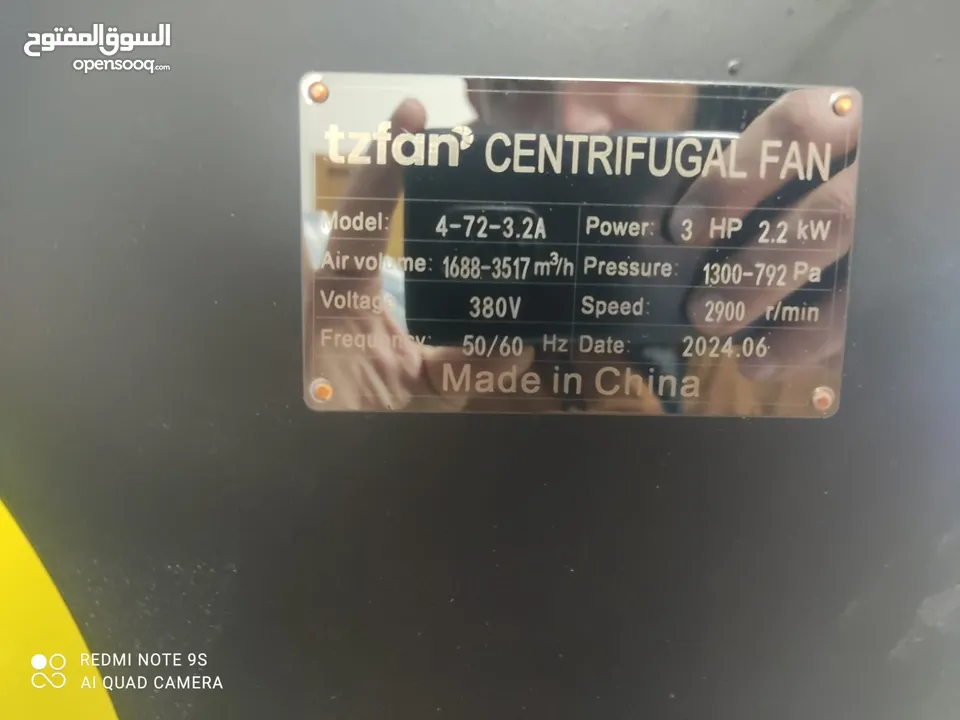 السوق المفتوح
opensooq.com
tzfan CENTRIFUGAL FAN
Model: 4-72-3.2A Power: 3 HP 2.2 kW
Air volume: 1688-3517 m³/h Pressure: 1300-792 Pa
Voltage 380V Speed: 2900 r/min
Frequency: 50/60 Hz Date: 2024.06
Made in China
REDMI NOTE 9S
AI QUAD CAMERA